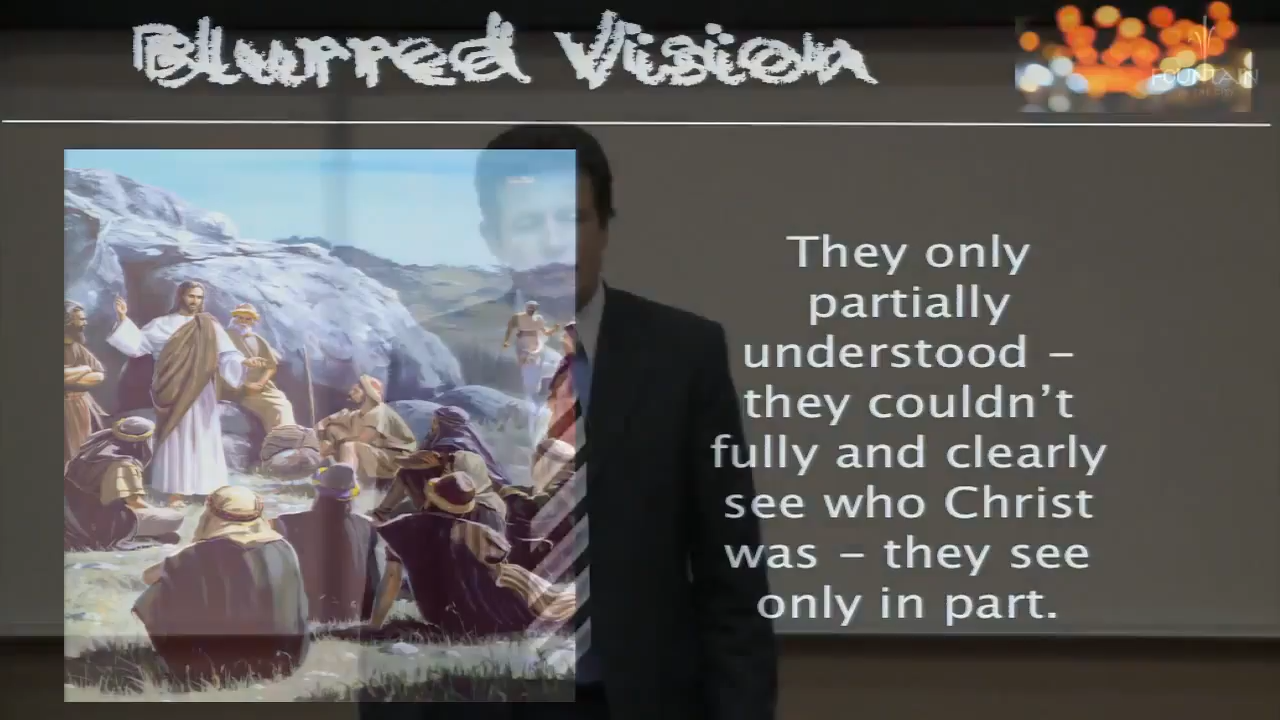 Blurred Vision
FOUNTAIN
They only
partially
understood –
they couldn’t
fully and clearly
see who Christ
was – they see
only in part.